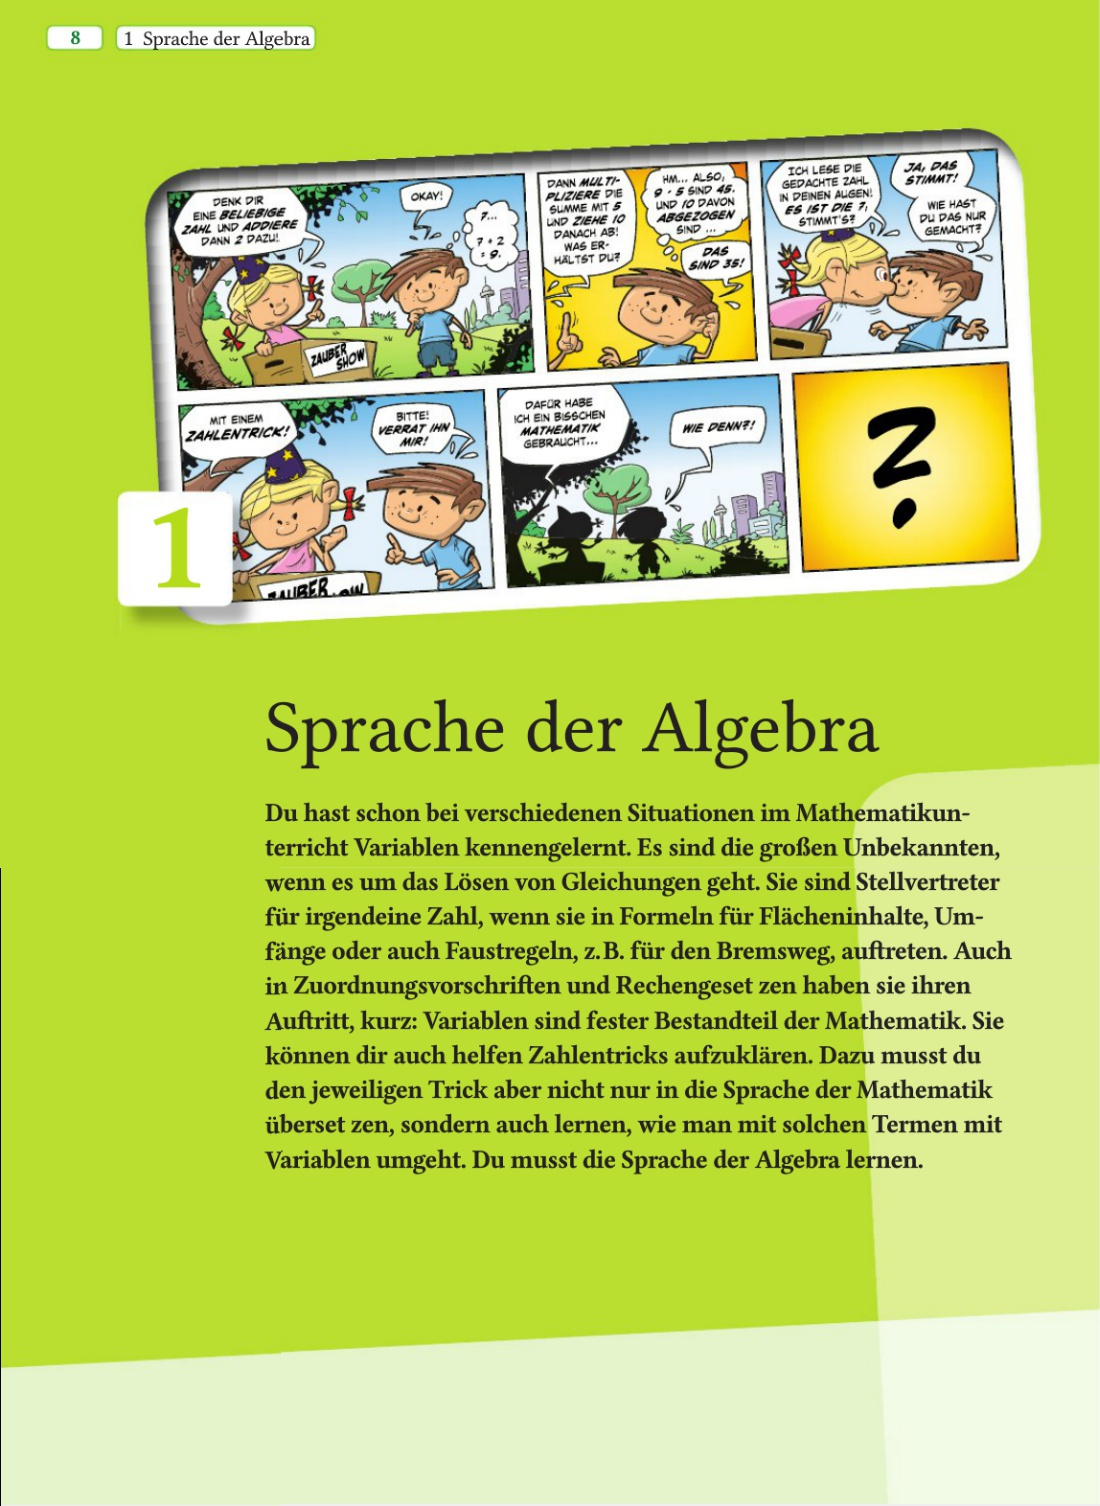 8
1 Sprache der Algebra
DENK DIR
EINE BELIEBIGE
ZAHL UND ADDIERE
DANN 2 DAZU!
OKAY!
7...
7 + 2
= 9.
ZAUBER
SHOW
DANN MULTI-
PLIZIERE DIE
SUMME MIT 5
UND ZIEHE 10
DANACH AB!
WAS ER-
HÄLTST DU?
HM... ALSO,
9 · 5 SIND 45.
UND 10 DAVON
ABGEZOGEN
SIND ...
DAS
SIND 35!
ICH LESE DIE
GEDACHTE ZAHL
IN DEINEN AUGEN!
ES IST DIE 7,
STIMMT'S?
JA, DAS
STIMMT!
WIE HAST
DU DAS NUR
GEMACHT?
MIT EINEM
ZAHLENTRICK!
BITTE!
VERRAT IHN
MIR!
ZAUBER
DAFÜR HABE
ICH EIN BISSCHEN
MATHEMATIK
GEBRAUCHT...
WIE DENN?!
?
1
Sprache der Algebra
Du hast schon bei verschiedenen Situationen im Mathematikun-
terricht Variablen kennengelernt. Es sind die großen Unbekannten,
wenn es um das Lösen von Gleichungen geht. Sie sind Stellvertreter
für irgendeine Zahl, wenn sie in Formeln für Flächeninhalte, Um-
fänge oder auch Faustregeln, z. B. für den Bremsweg, auftreten. Auch
in Zuordnungsvorschriften und Rechengeset zen haben sie ihren
Auftritt, kurz: Variablen sind fester Bestandteil der Mathematik. Sie
können dir auch helfen Zahlentricks aufzuklären. Dazu musst du
den jeweiligen Trick aber nicht nur in die Sprache der Mathematik
überset zen, sondern auch lernen, wie man mit solchen Termen mit
Variablen umgeht. Du musst die Sprache der Algebra lernen.